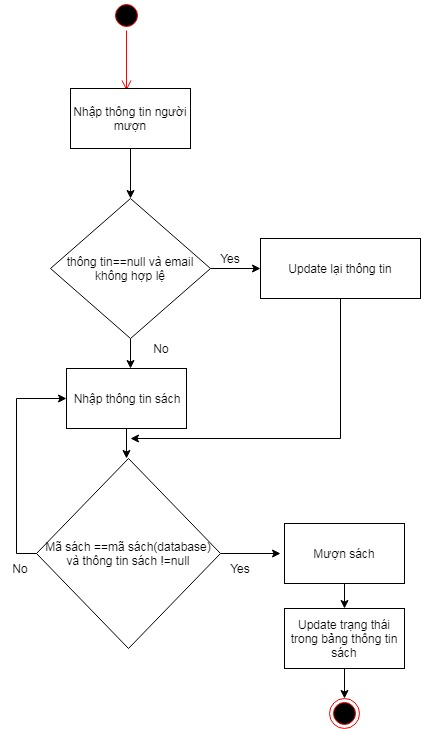 Nhập thông tin người
mượn
thông tin==null và email
không hợp lệ
Yes
Update lại thông tin
No
Nhập thông tin sách
Mã sách ==mã sách(database)
và thông tin sách !=null
No
Yes
Mượn sách
Update trạng thái
trong bảng thông tin
sách